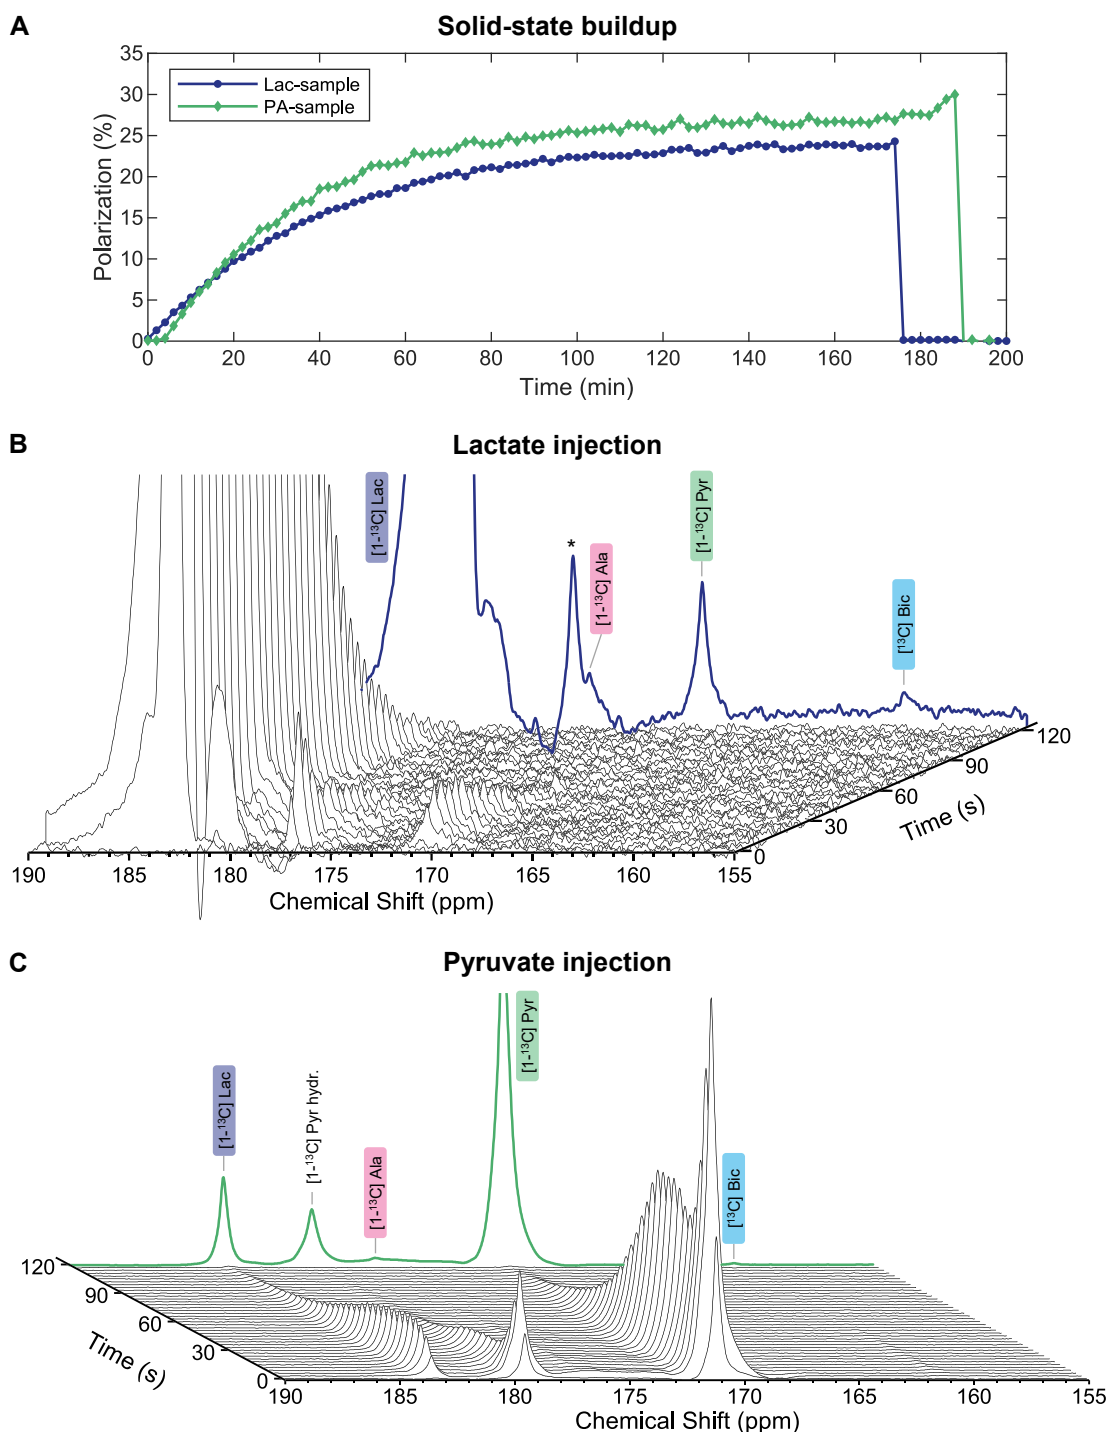 A
Solid-state buildup
35
30
25
20
15
10
5
0
Polarization (%)
Lac-sample
PA-sample
0 20 40 60 80 100 120 140 160 180 200
Time (min)
B
Lactate injection
[1-¹³C] Lac
*
[1-¹³C] Ala
[1-¹³C] Pyr
[¹³C] Bic
120
90
60
30
0
Time (s)
190 185 180 175 170 165 160 155
Chemical Shift (ppm)
C
Pyruvate injection
[1-¹³C] Lac
[1-¹³C] Pyr hydr.
[1-¹³C] Ala
[1-¹³C] Pyr
[¹³C] Bic
120
90
60
30
0
Time (s)
190 185 180 175 170 160 155
Chemical Shift (ppm)